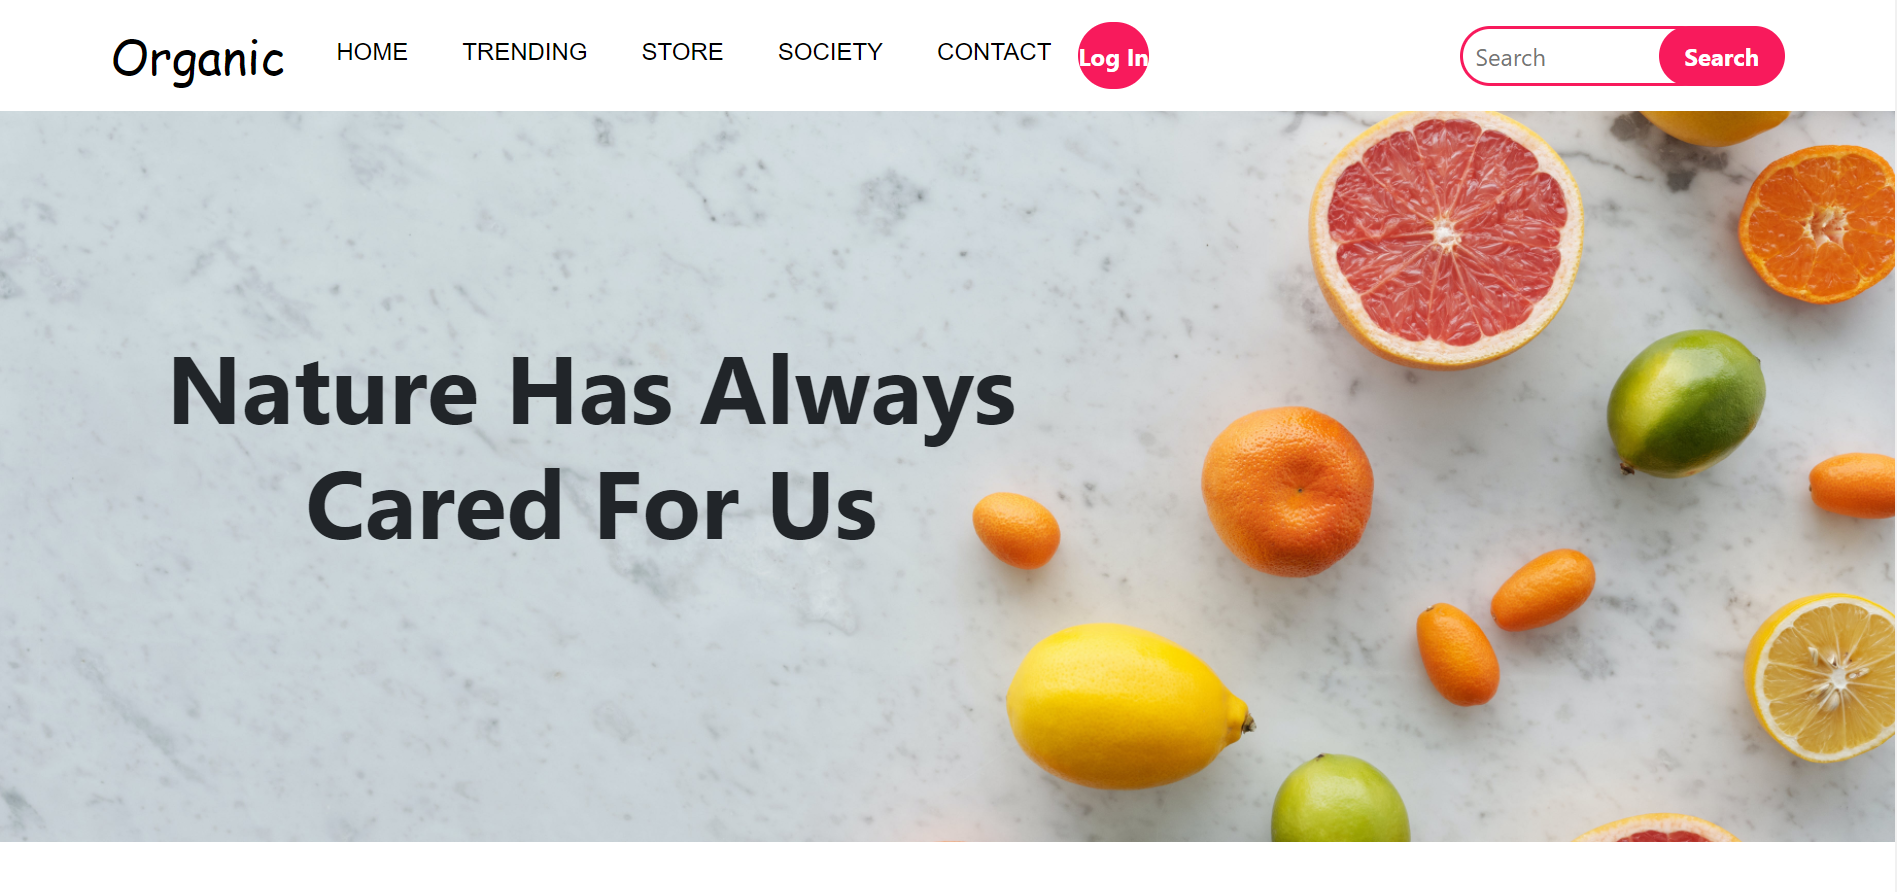 Organic HOME TRENDING STORE SOCIETY CONTACT Log In Search Search
Nature Has Always
Cared For Us